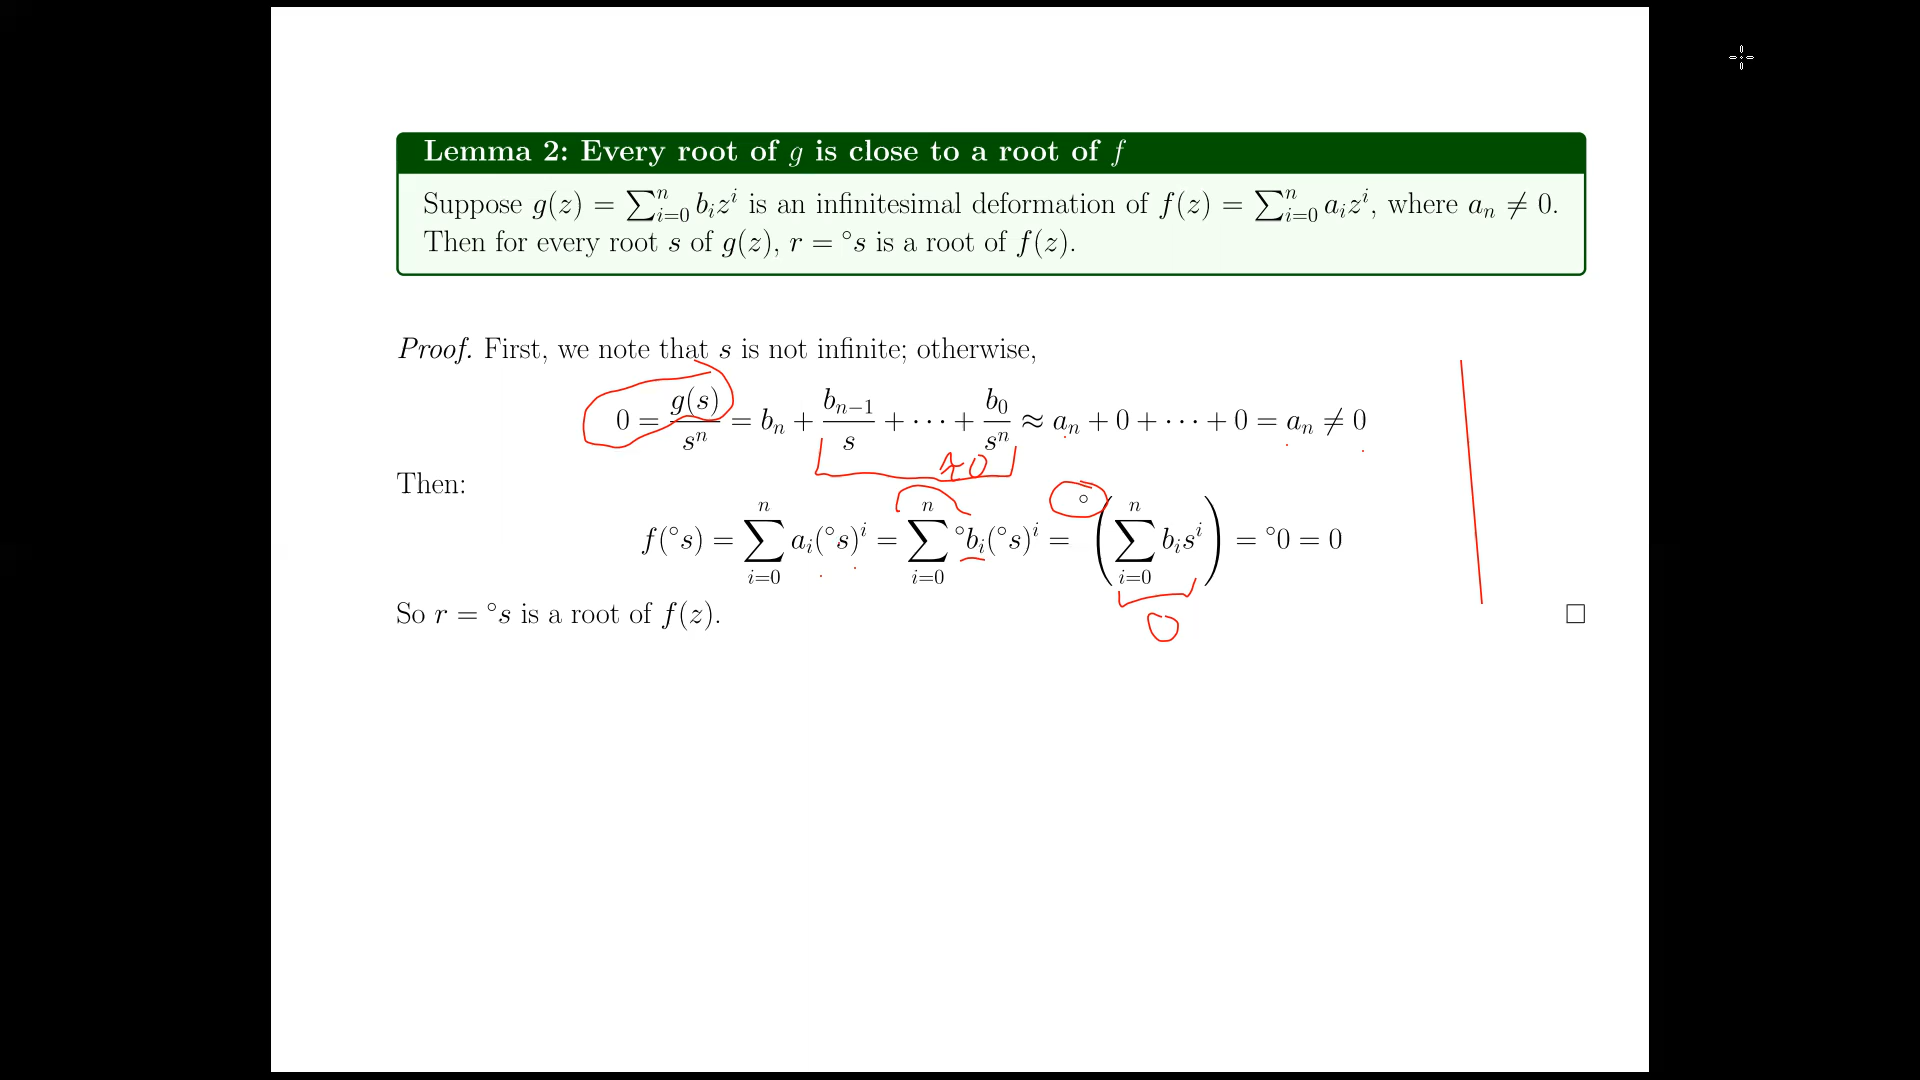 Lemma 2: Every root of g is close to a root of f
Suppose g(z) = ∑ⁿᵢ₌₀ bᵢzⁱ is an infinitesimal deformation of f(z) = ∑ⁿᵢ₌₀ aᵢzⁱ, where aₙ ≠ 0.
Then for every root s of g(z), r = °s is a root of f(z).
Proof. First, we note that s is not infinite; otherwise,
0 = g(s)/sⁿ = bₙ + bₙ₋₁/s + ··· + b₀/sⁿ ≈ aₙ + 0 + ··· + 0 = aₙ ≠ 0
≈0
Then:
f(°s) = ∑ⁿᵢ₌₀ aᵢ(°s)ⁱ = ∑ⁿᵢ₌₀ °bᵢ(°s)ⁱ = °(∑ⁿᵢ₌₀ bᵢsⁱ) = °0 = 0
0
So r = °s is a root of f(z). □